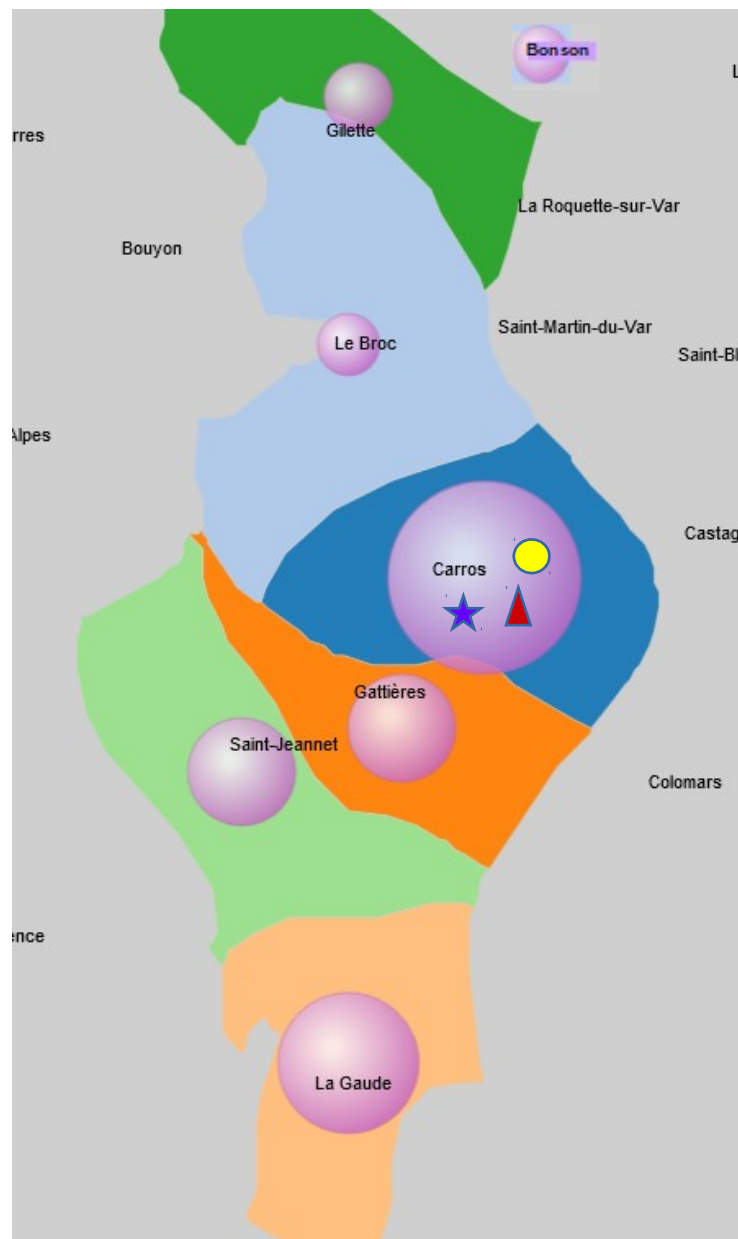 Bonson
L
Gilette
rres
La Roquette-sur-Var
Bouyon
Saint-Martin-du-Var
Le Broc
Saint-Bl
Alpes
Castag
Carros
Gattières
Saint-Jeannet
Colomars
ence
La Gaude